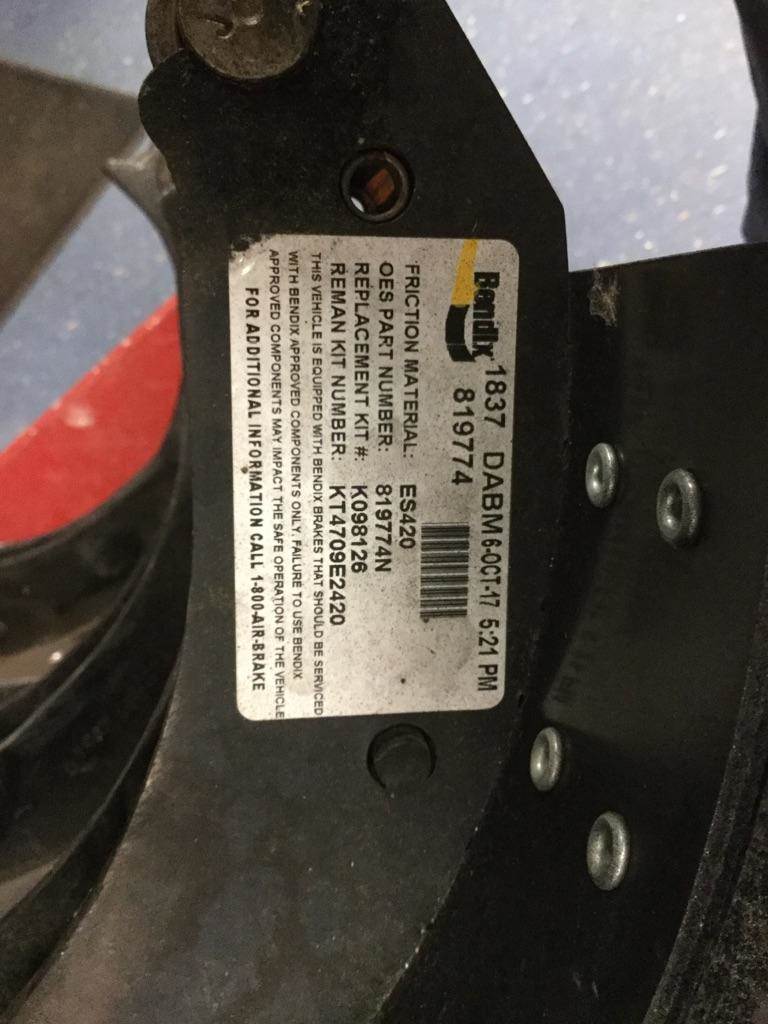 Bendix 1837 DABM 6-OCT-17 5:21 PM
819774
FRICTION MATERIAL: ES420
OES PART NUMBER: 819774N
REPLACEMENT KIT #: K098126
REMAN KIT NUMBER: KT4709E2420
THIS VEHICLE IS EQUIPPED WITH BENDIX BRAKES THAT SHOULD BE SERVICED
WITH BENDIX APPROVED COMPONENTS ONLY. FAILURE TO USE BENDIX
APPROVED COMPONENTS MAY IMPACT THE SAFE OPERATION OF THE VEHICLE
FOR ADDITIONAL INFORMATION CALL 1-800-AIR-BRAKE